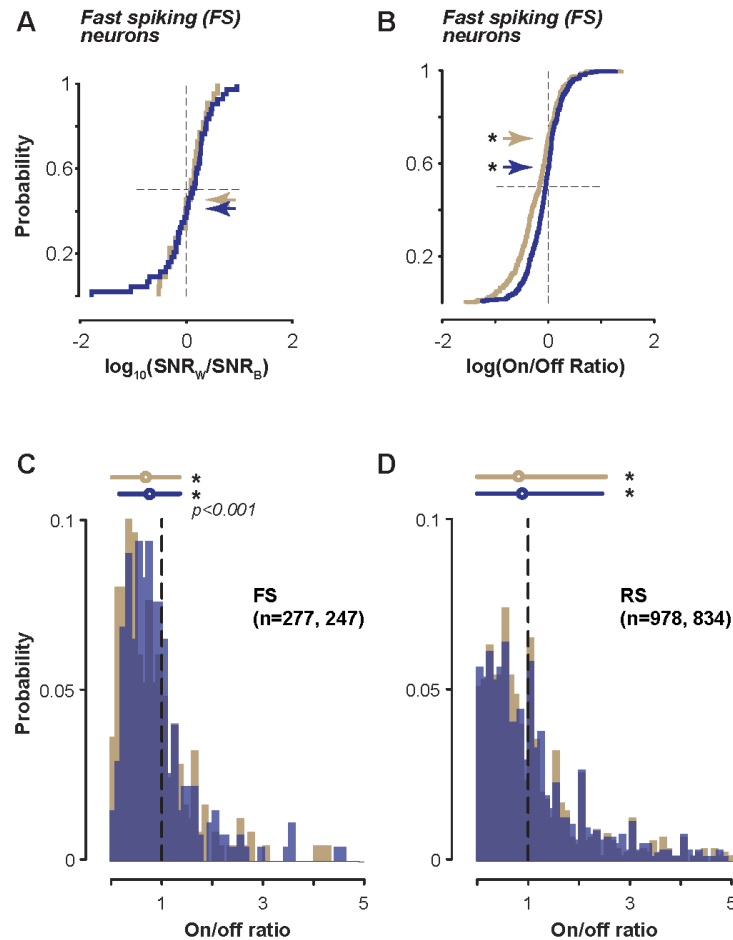 A
Fast spiking (FS)
neurons
Probability
1
0.6
0.2
-2
0
2
log10(SNRW/SNRB)
B
Fast spiking (FS)
neurons
1
0.6
0.2
*
*
-2
0
2
log(On/Off Ratio)
C
*
*
p<0.001
Probability
0.1
0.05
0
FS
(n=277, 247)
1
3
5
On/off ratio
D
*
*
0.1
0.05
0
RS
(n=978, 834)
1
3
5
On/off ratio